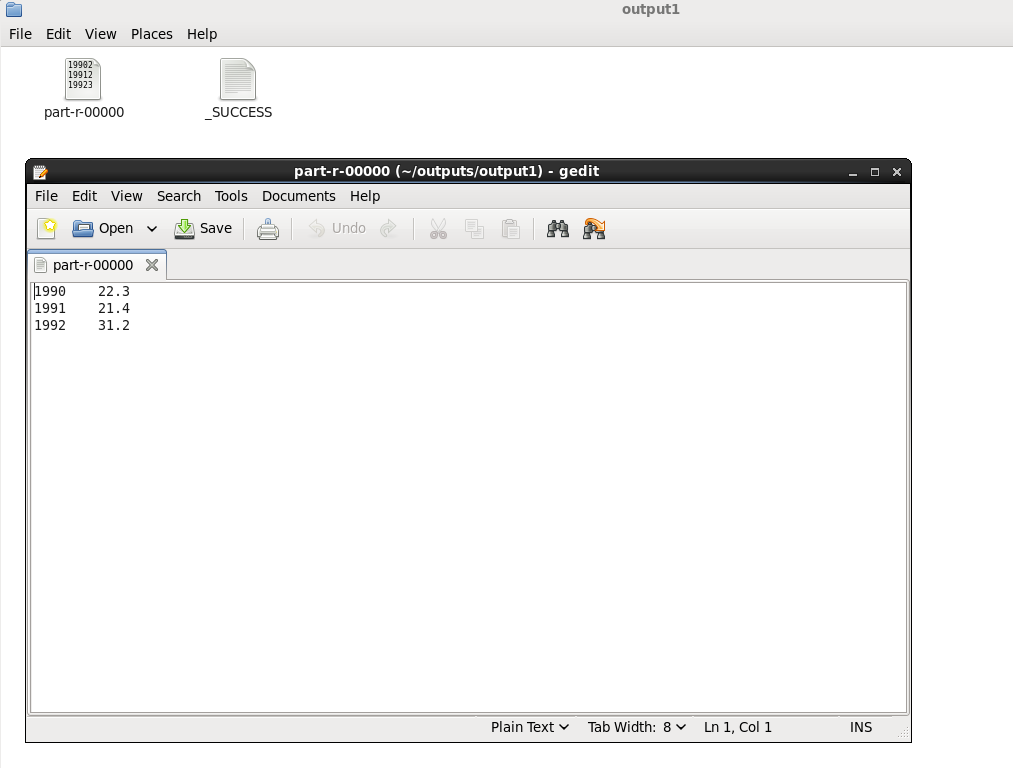 output1
File Edit View Places Help
19902
19912
19923
part-r-00000
_SUCCESS
part-r-00000 (~/outputs/output1) - gedit
File Edit View Search Tools Documents Help
Open Save Undo
part-r-00000
1990 22.3
1991 21.4
1992 31.2
Plain Text Tab Width: 8 Ln 1, Col 1 INS